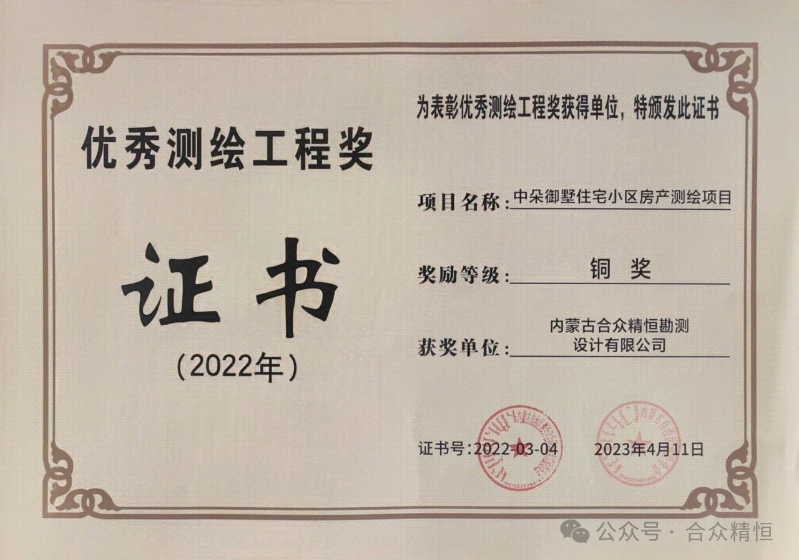 优秀测绘工程奖
证书
(2022年)
为表彰优秀测绘工程奖获得单位，特颁发此证书
项目名称：中朵御墅住宅小区房产测绘项目
奖励等级：铜 奖
获奖单位：内蒙古合众精恒勘测
设计有限公司
证书号：2022-03-04
2023年4月11日
公众号·合众精恒